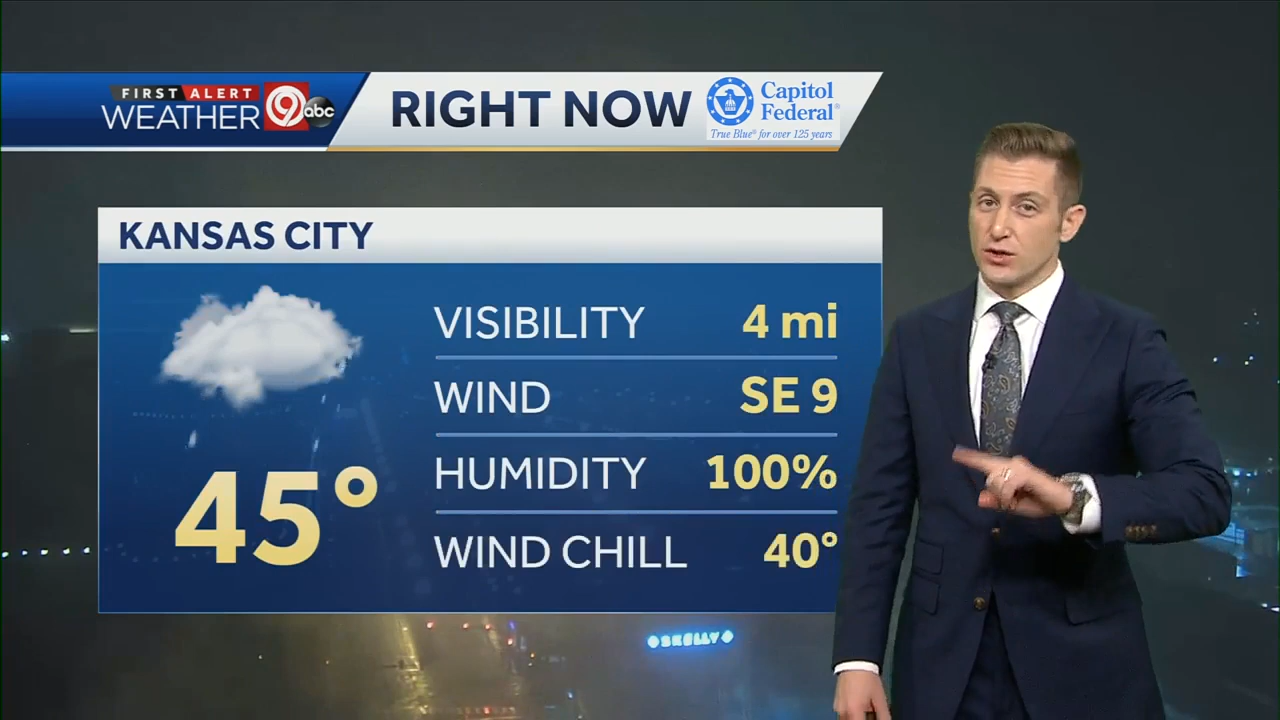 FIRST ALERT
WEATHER 9 abc
RIGHT NOW
Capitol
Federal®
True Blue® for over 125 years
KANSAS CITY
45°
VISIBILITY 4 mi
WIND SE 9
HUMIDITY 100%
WIND CHILL 40°
SKELLY